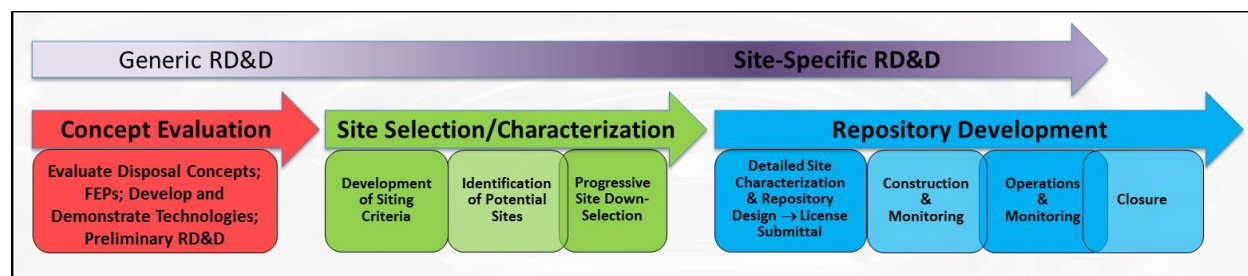 Generic RD&D
Site-Specific RD&D
Concept Evaluation
Site Selection/Characterization
Repository Development
Evaluate Disposal Concepts;
FEPs; Develop and
Demonstrate Technologies;
Preliminary RD&D
Development
of Siting
Criteria
Identification
of Potential
Sites
Progressive
Site Down-
Selection
Detailed Site
Characterization
& Repository
Design → License
Submittal
Construction
&
Monitoring
Operations
&
Monitoring
Closure